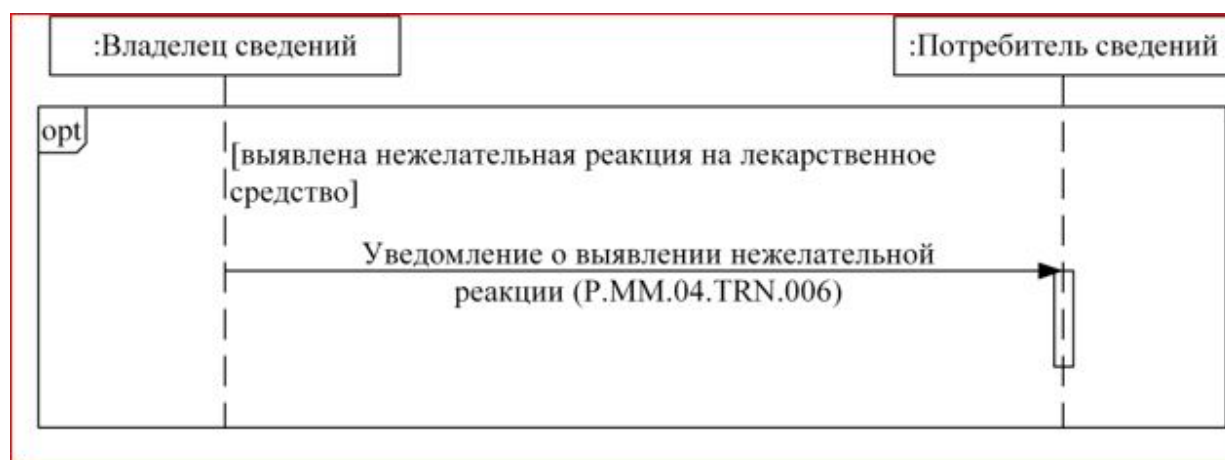 :Владелец сведений
:Потребитель сведений
opt
[выявлена нежелательная реакция на лекарственное
средство]
Уведомление о выявлении нежелательной
реакции (P.MM.04.TRN.006)